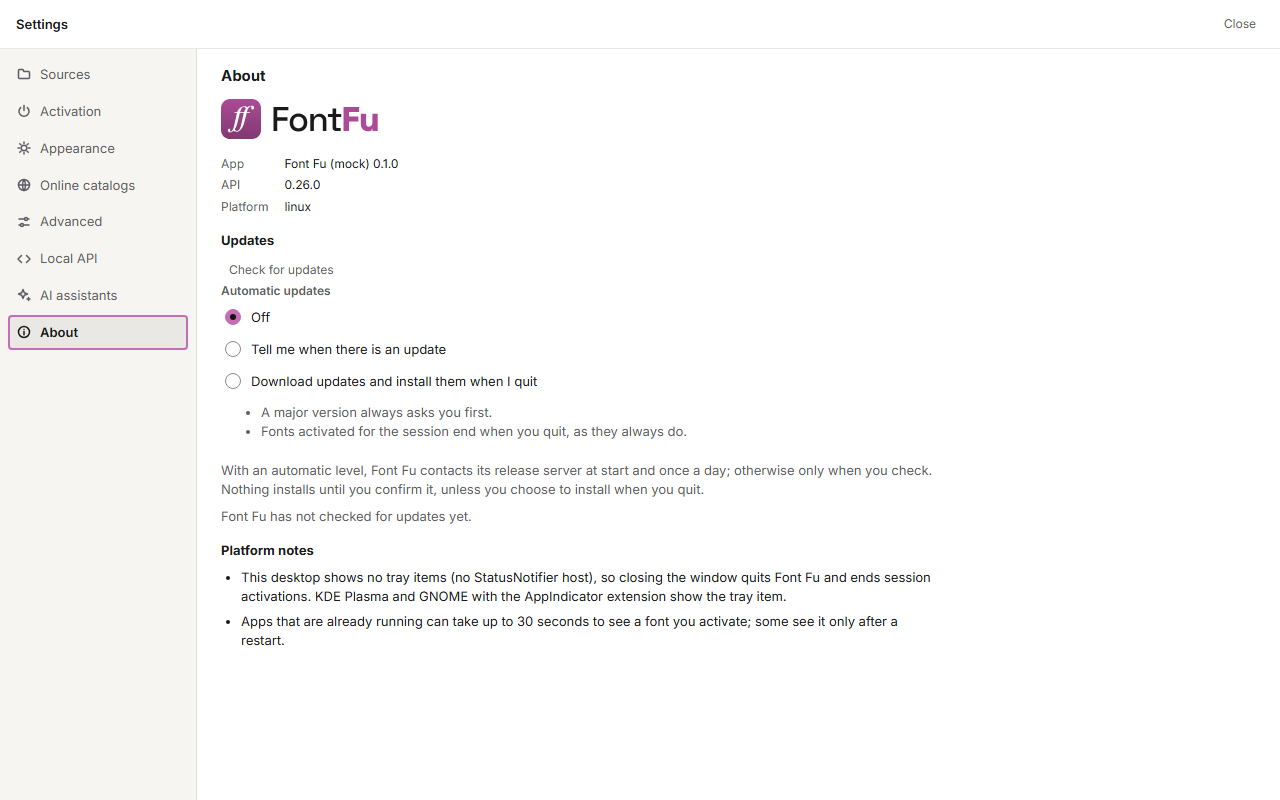 Settings
Close
Sources
Activation
Appearance
Online catalogs
Advanced
Local API
AI assistants
About
About
ff FontFu
App Font Fu (mock) 0.1.0
API 0.26.0
Platform linux
Updates
Check for updates
Automatic updates
Off
Tell me when there is an update
Download updates and install them when I quit
• A major version always asks you first.
• Fonts activated for the session end when you quit, as they always do.
With an automatic level, Font Fu contacts its release server at start and once a day; otherwise only when you check.
Nothing installs until you confirm it, unless you choose to install when you quit.
Font Fu has not checked for updates yet.
Platform notes
• This desktop shows no tray items (no StatusNotifier host), so closing the window quits Font Fu and ends session
activations. KDE Plasma and GNOME with the AppIndicator extension show the tray item.
• Apps that are already running can take up to 30 seconds to see a font you activate; some see it only after a
restart.